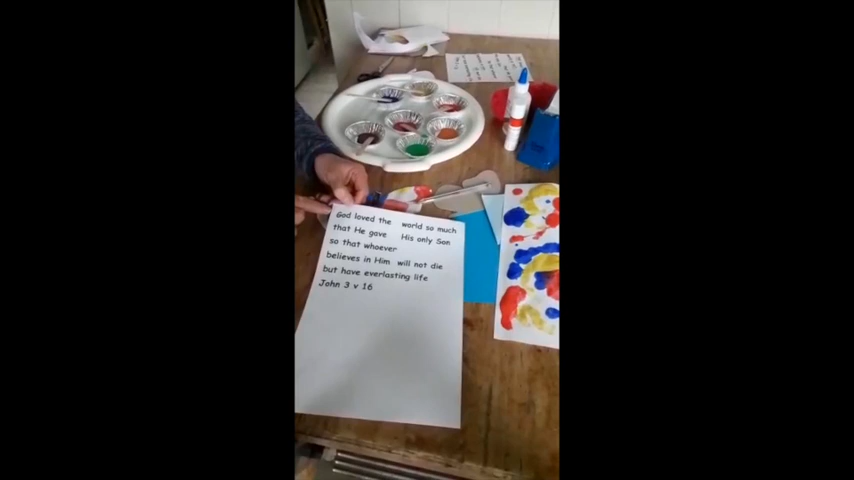 God loved the world so much
that He gave His only Son
so that whoever
believes in Him will not die
but have everlasting life
John 3 v 16